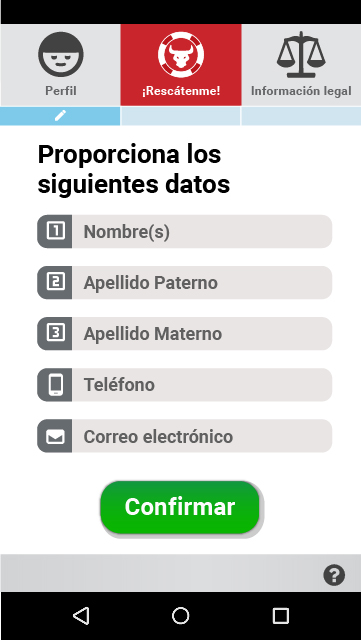 Perfil
¡Rescátenme!
Información legal
Proporciona los
siguientes datos
1 Nombre(s)
2 Apellido Paterno
3 Apellido Materno
Teléfono
Correo electrónico
Confirmar
?